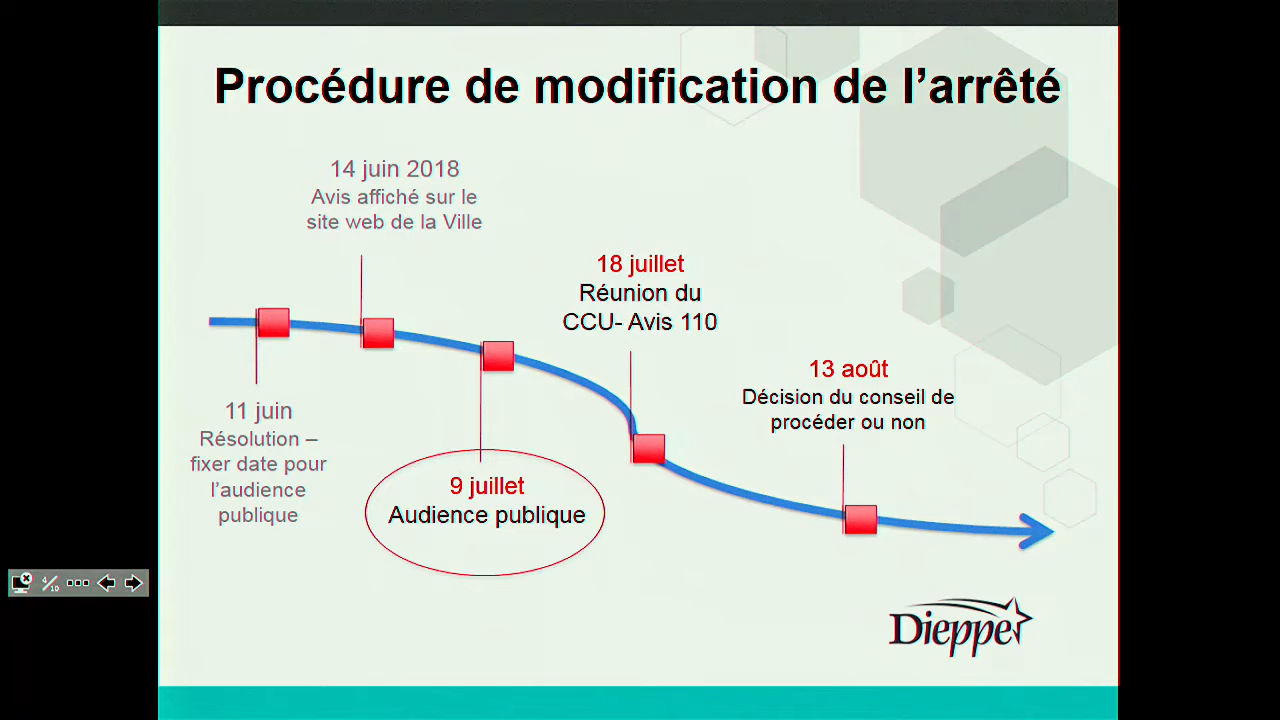 Procédure de modification de l’arrêté
14 juin 2018
Avis affiché sur le
site web de la Ville
18 juillet
Réunion du
CCU- Avis 110
13 août
Décision du conseil de
procéder ou non
11 juin
Résolution –
fixer date pour
l’audience
publique
9 juillet
Audience publique
4/10
Dieppe